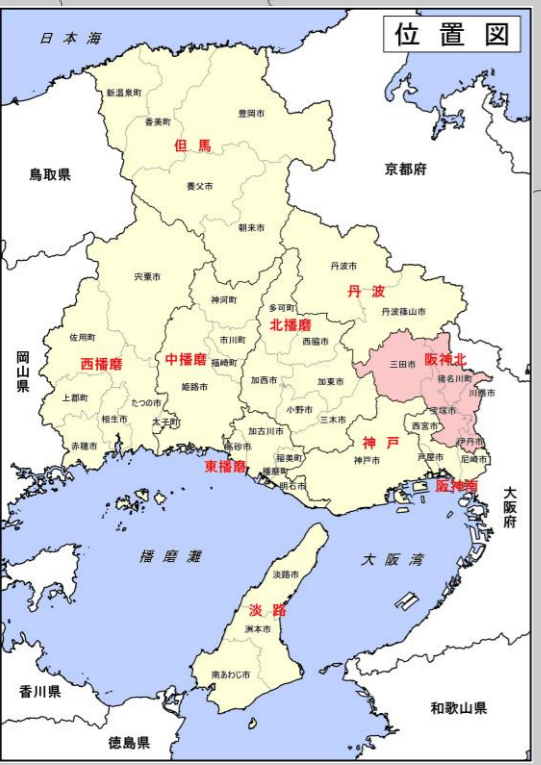 位置図
日本海
新温泉町
香美町
豊岡市
但馬
鳥取県
京都府
養父市
朝来市
宍粟市
丹波市
丹波
丹波篠山市
神河町
多可町
北播磨
西脇市
佐用町
市川町
岡山県
西播磨
中播磨
福崎町
三田市
阪神北
猪名川町
川西市
上郡町
たつの市
姫路市
加西市
加東市
小野市
三木市
宝塚市
相生市
太子町
赤穂市
加古川市
高砂市
神戸
西宮市
伊丹市
稲美町
神戸市
芦屋市
尼崎市
東播磨
播磨町
明石市
阪神南
大阪府
播磨灘
大阪湾
淡路市
淡路
洲本市
南あわじ市
香川県
徳島県
和歌山県